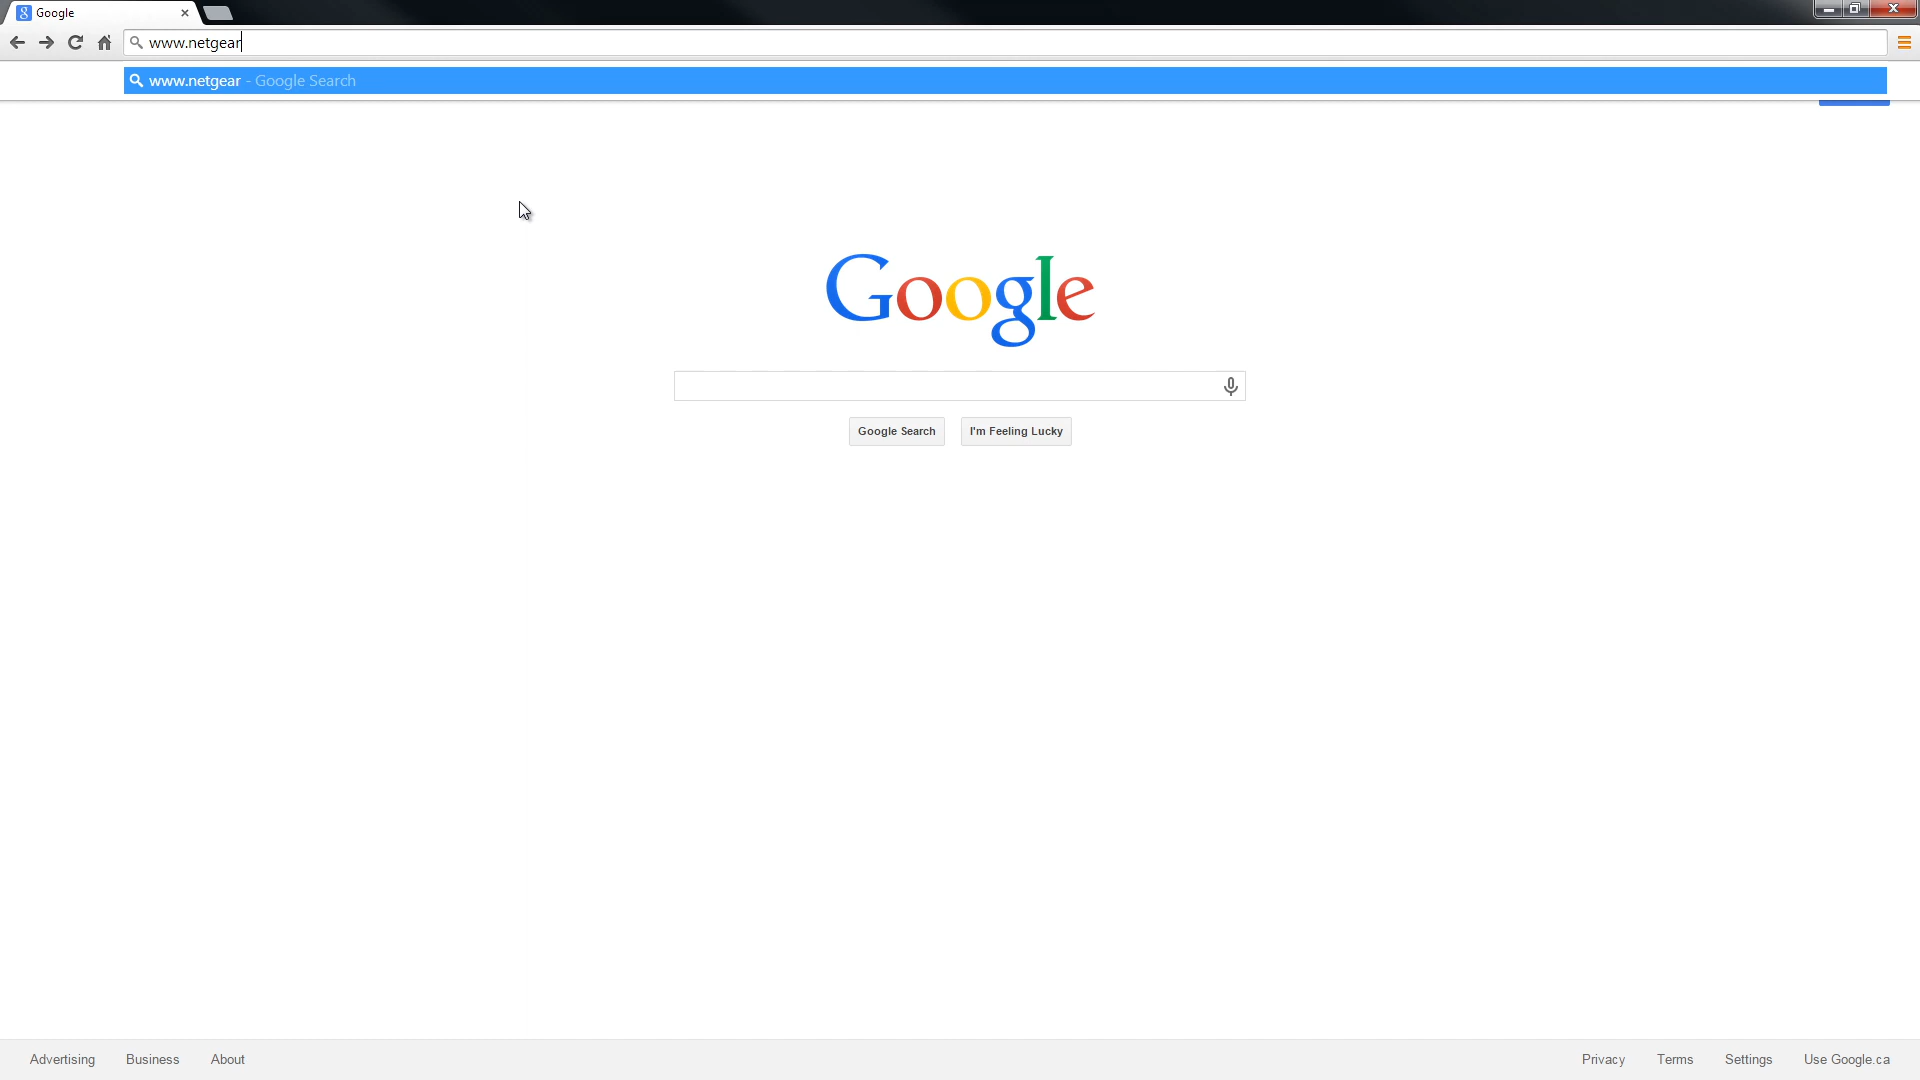 Google
www.netgear
www.netgear - Google Search
Google
Google Search
I'm Feeling Lucky
Advertising
Business
About
Privacy
Terms
Settings
Use Google.ca